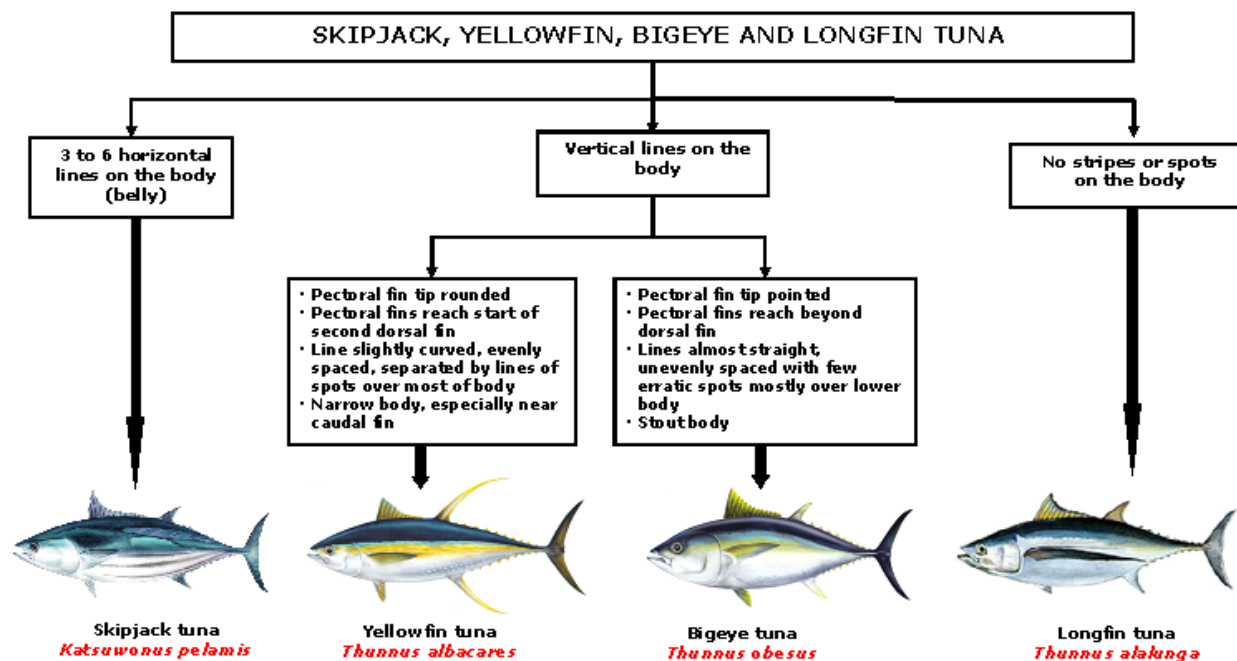 SKIPJACK, YELLOWFIN, BIGEYE AND LONGFIN TUNA
3 to 6 horizontal
lines on the body
(belly)
Vertical lines on the
body
No stripes or spots
on the body
· Pectoral fin tip rounded
· Pectoral fins reach start of
second dorsal fin
· Line slightly curved, evenly
spaced, separated by lines of
spots over most of body
· Narrow body, especially near
caudal fin
· Pectoral fin tip pointed
· Pectoral fins reach beyond
dorsal fin
· Lines almost straight,
unevenly spaced with few
erratic spots mostly over lower
body
· Stout body
Skipjack tuna
Katsuwonus pelamis
Yellowfin tuna
Thunnus albacares
Bigeye tuna
Thunnus obesus
Longfin tuna
Thunnus alalunga